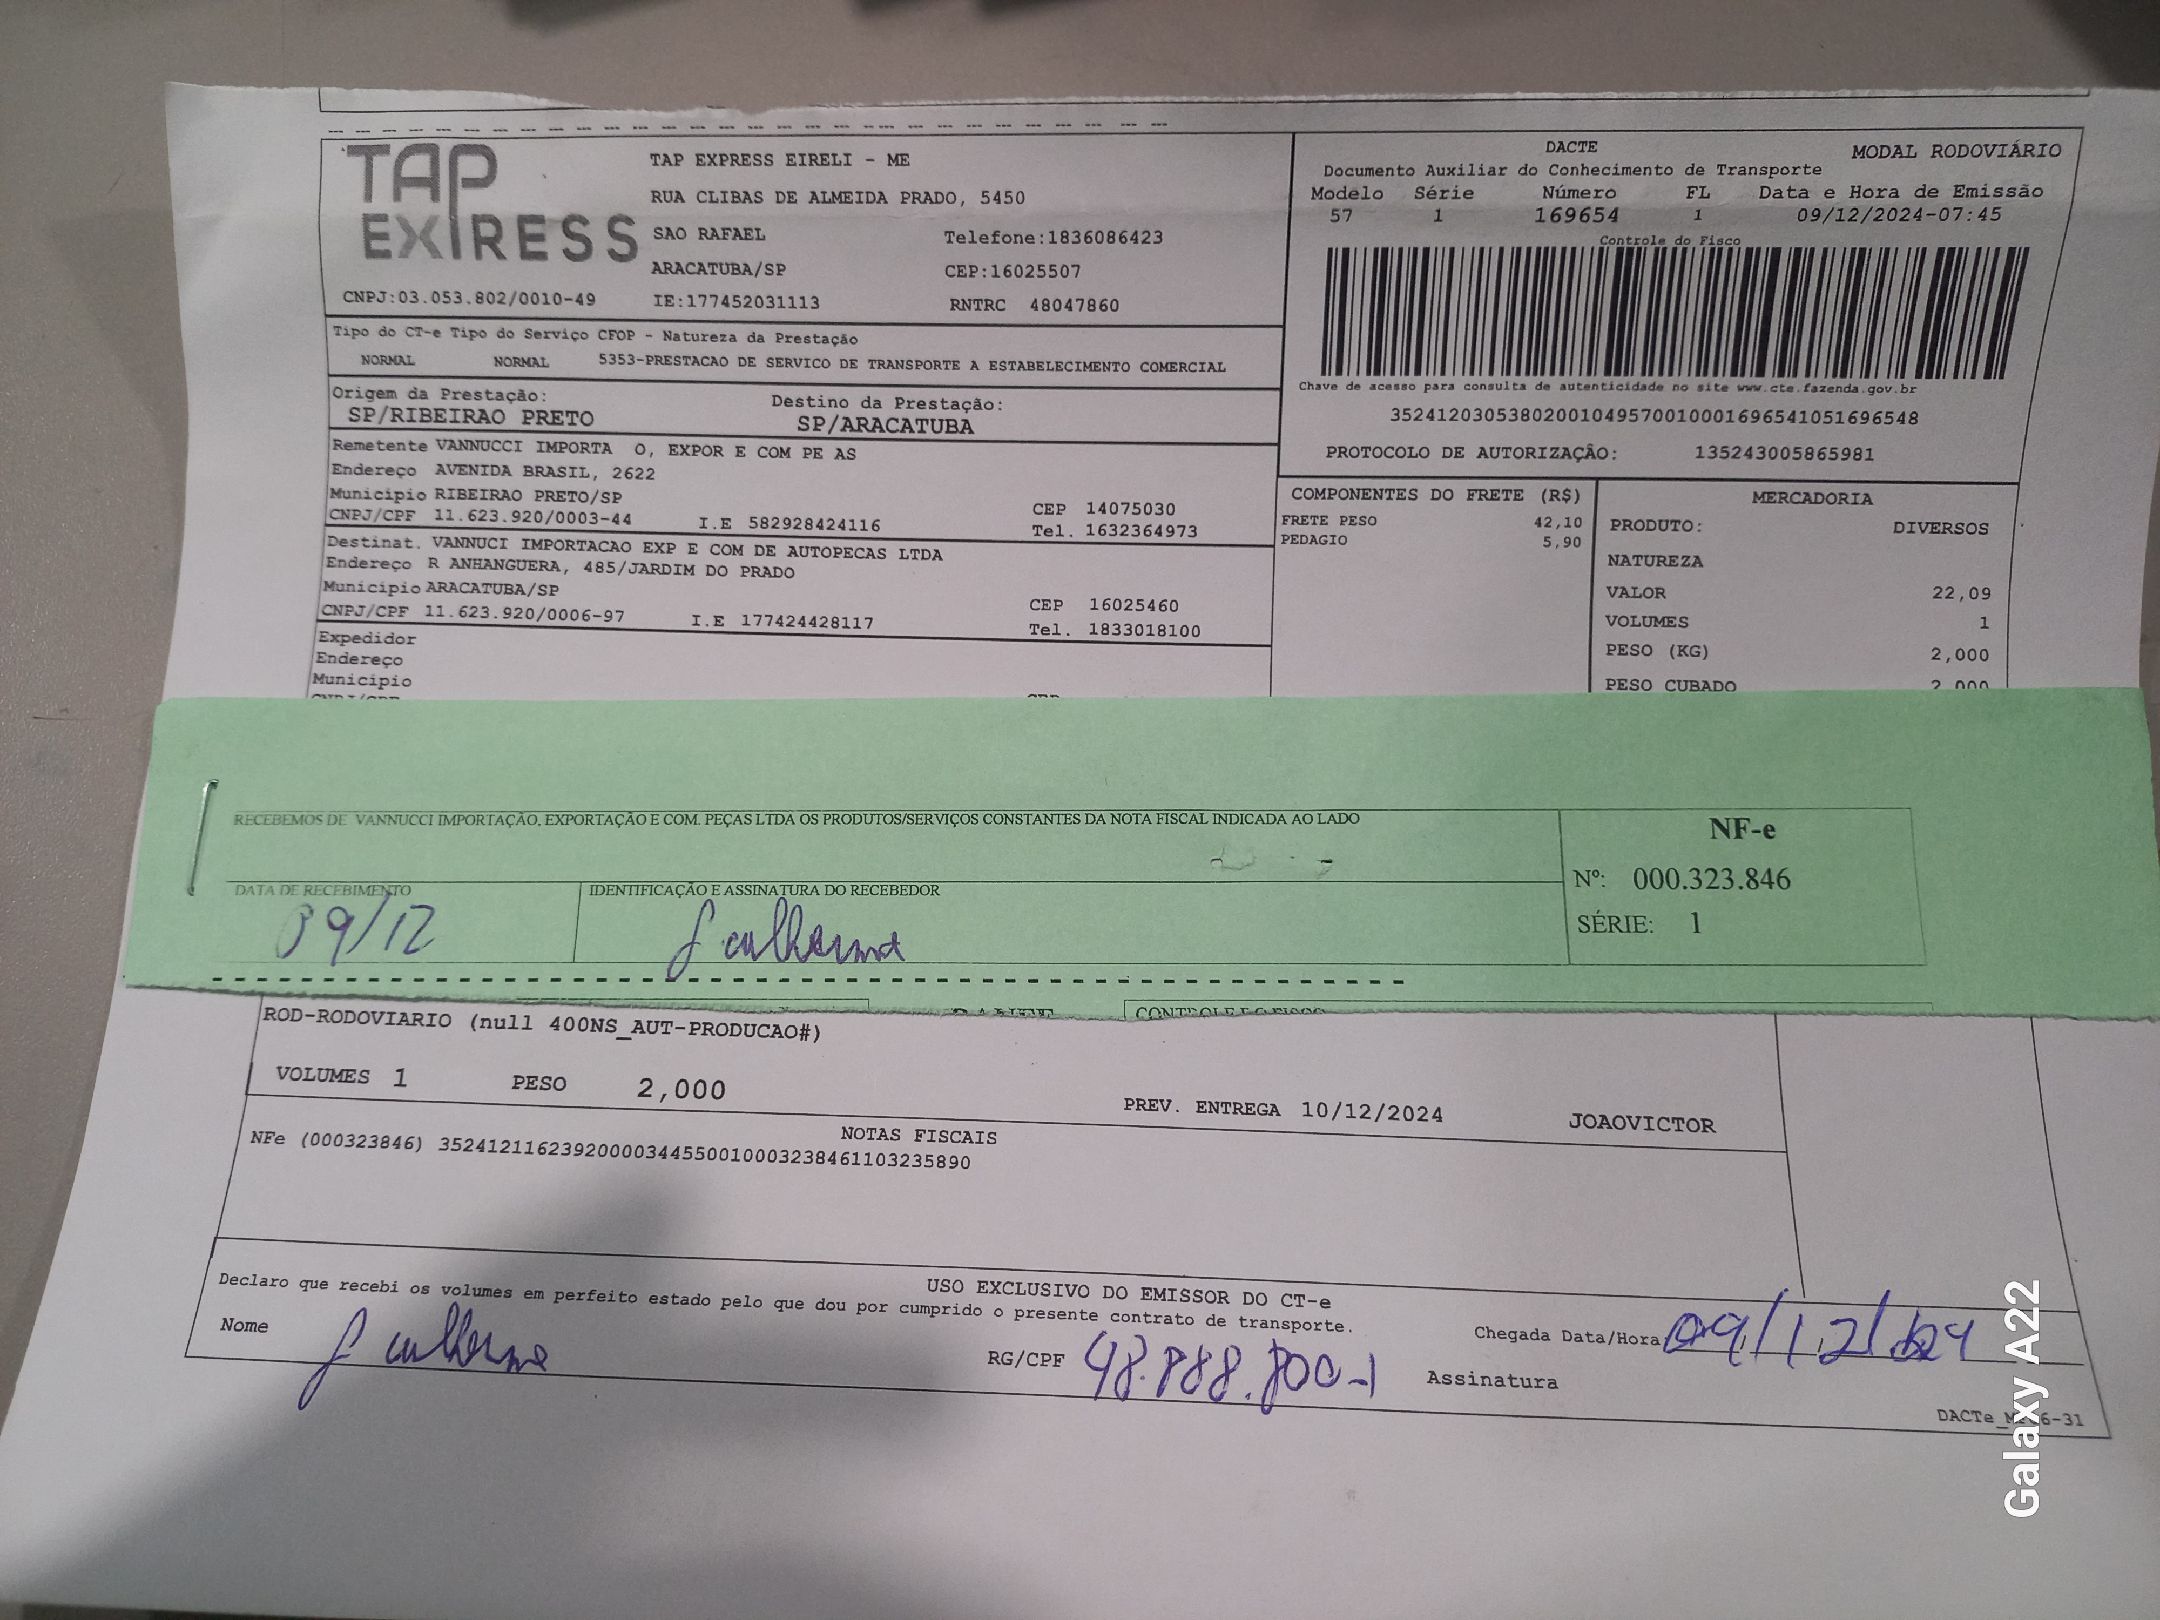 TAP EXPRESS
TAP EXPRESS EIRELI - ME
RUA CLIBAS DE ALMEIDA PRADO, 5450
SAO RAFAEL Telefone:1836086423
ARACATUBA/SP CEP:16025507
CNPJ:03.053.802/0010-49 IE:177452031113 RNTRC 48047860
DACTE MODAL RODOVIÁRIO
Documento Auxiliar do Conhecimento de Transporte
Modelo Série Número FL Data e Hora de Emissão
57 1 169654 1 09/12/2024-07:45
Controle do Fisco
Chave de acesso para consulta de autenticidade no site www.cte.fazenda.gov.br
35241203053802001049570010001696541051696548
PROTOCOLO DE AUTORIZAÇÃO: 135243005865981
Tipo do CT-e Tipo do Serviço CFOP - Natureza da Prestação
NORMAL NORMAL 5353-PRESTACAO DE SERVICO DE TRANSPORTE A ESTABELECIMENTO COMERCIAL
Origem da Prestação: Destino da Prestação:
SP/RIBEIRAO PRETO SP/ARACATUBA
Remetente VANNUCCI IMPORTA O, EXPOR E COM PE AS
Endereço AVENIDA BRASIL, 2622
Municipio RIBEIRAO PRETO/SP CEP 14075030
CNPJ/CPF 11.623.920/0003-44 I.E 582928424116 Tel. 1632364973
Destinat. VANNUCI IMPORTACAO EXP E COM DE AUTOPECAS LTDA
Endereço R ANHANGUERA, 485/JARDIM DO PRADO
Municipio ARACATUBA/SP CEP 16025460
CNPJ/CPF 11.623.920/0006-97 I.E 177424428117 Tel. 1833018100
Expedidor
Endereço
Municipio
COMPONENTES DO FRETE (R$)
FRETE PESO 42,10
PEDAGIO 5,90
MERCADORIA
PRODUTO: DIVERSOS
NATUREZA
VALOR 22,09
VOLUMES 1
PESO (KG) 2,000
PESO CUBADO 2,000
RECEBEMOS DE VANNUCCI IMPORTAÇÃO, EXPORTAÇÃO E COM. PEÇAS LTDA OS PRODUTOS/SERVIÇOS CONSTANTES DA NOTA FISCAL INDICADA AO LADO
NF-e
Nº: 000.323.846
SÉRIE: 1
DATA DE RECEBIMENTO IDENTIFICAÇÃO E ASSINATURA DO RECEBEDOR
09/12
ROD-RODOVIARIO (null 400NS_AUT-PRODUCAO#)
VOLUMES 1 PESO 2,000 PREV. ENTREGA 10/12/2024 JOAOVICTOR
NOTAS FISCAIS
NFe (000323846) 35241211623920000344550010003238461103235890
USO EXCLUSIVO DO EMISSOR DO CT-e
Declaro que recebi os volumes em perfeito estado pelo que dou por cumprido o presente contrato de transporte.
Nome RG/CPF 48.888.800-1 Chegada Data/Hora 09/12/24
Assinatura
Galaxy A22